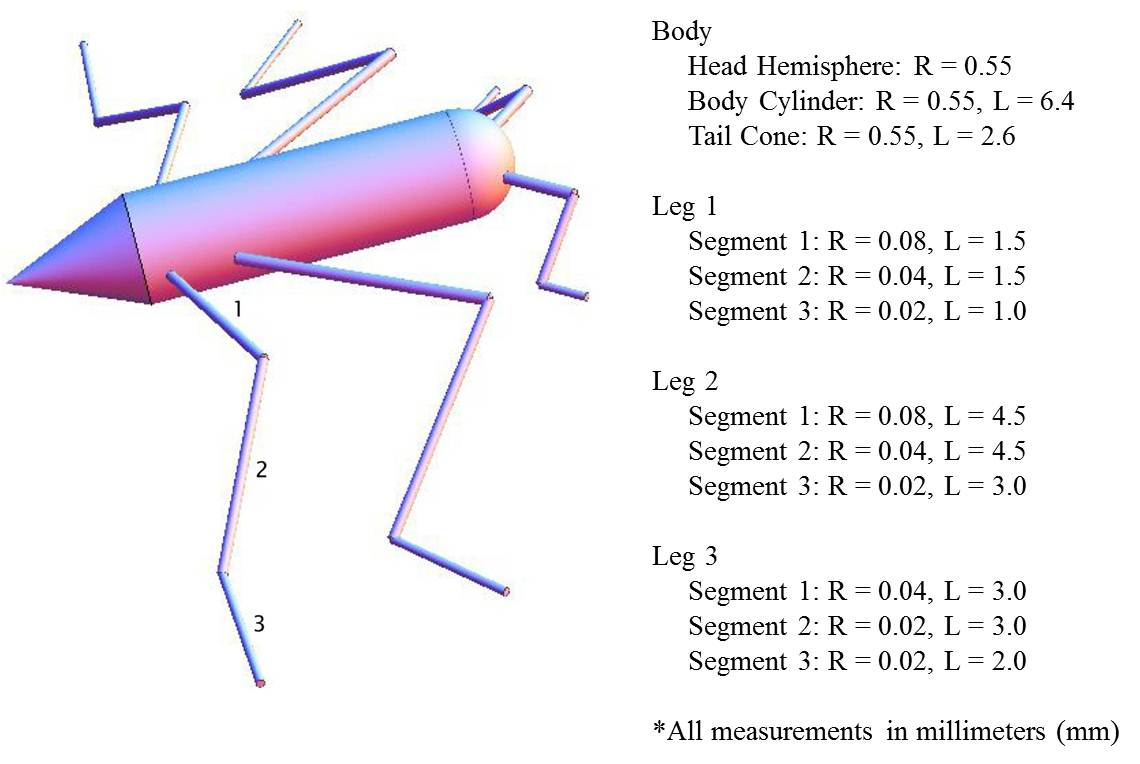 Body
Head Hemisphere: R = 0.55
Body Cylinder: R = 0.55, L = 6.4
Tail Cone: R = 0.55, L = 2.6
Leg 1
Segment 1: R = 0.08, L = 1.5
Segment 2: R = 0.04, L = 1.5
Segment 3: R = 0.02, L = 1.0
Leg 2
Segment 1: R = 0.08, L = 4.5
Segment 2: R = 0.04, L = 4.5
Segment 3: R = 0.02, L = 3.0
Leg 3
Segment 1: R = 0.04, L = 3.0
Segment 2: R = 0.02, L = 3.0
Segment 3: R = 0.02, L = 2.0
*All measurements in millimeters (mm)
1
2
3